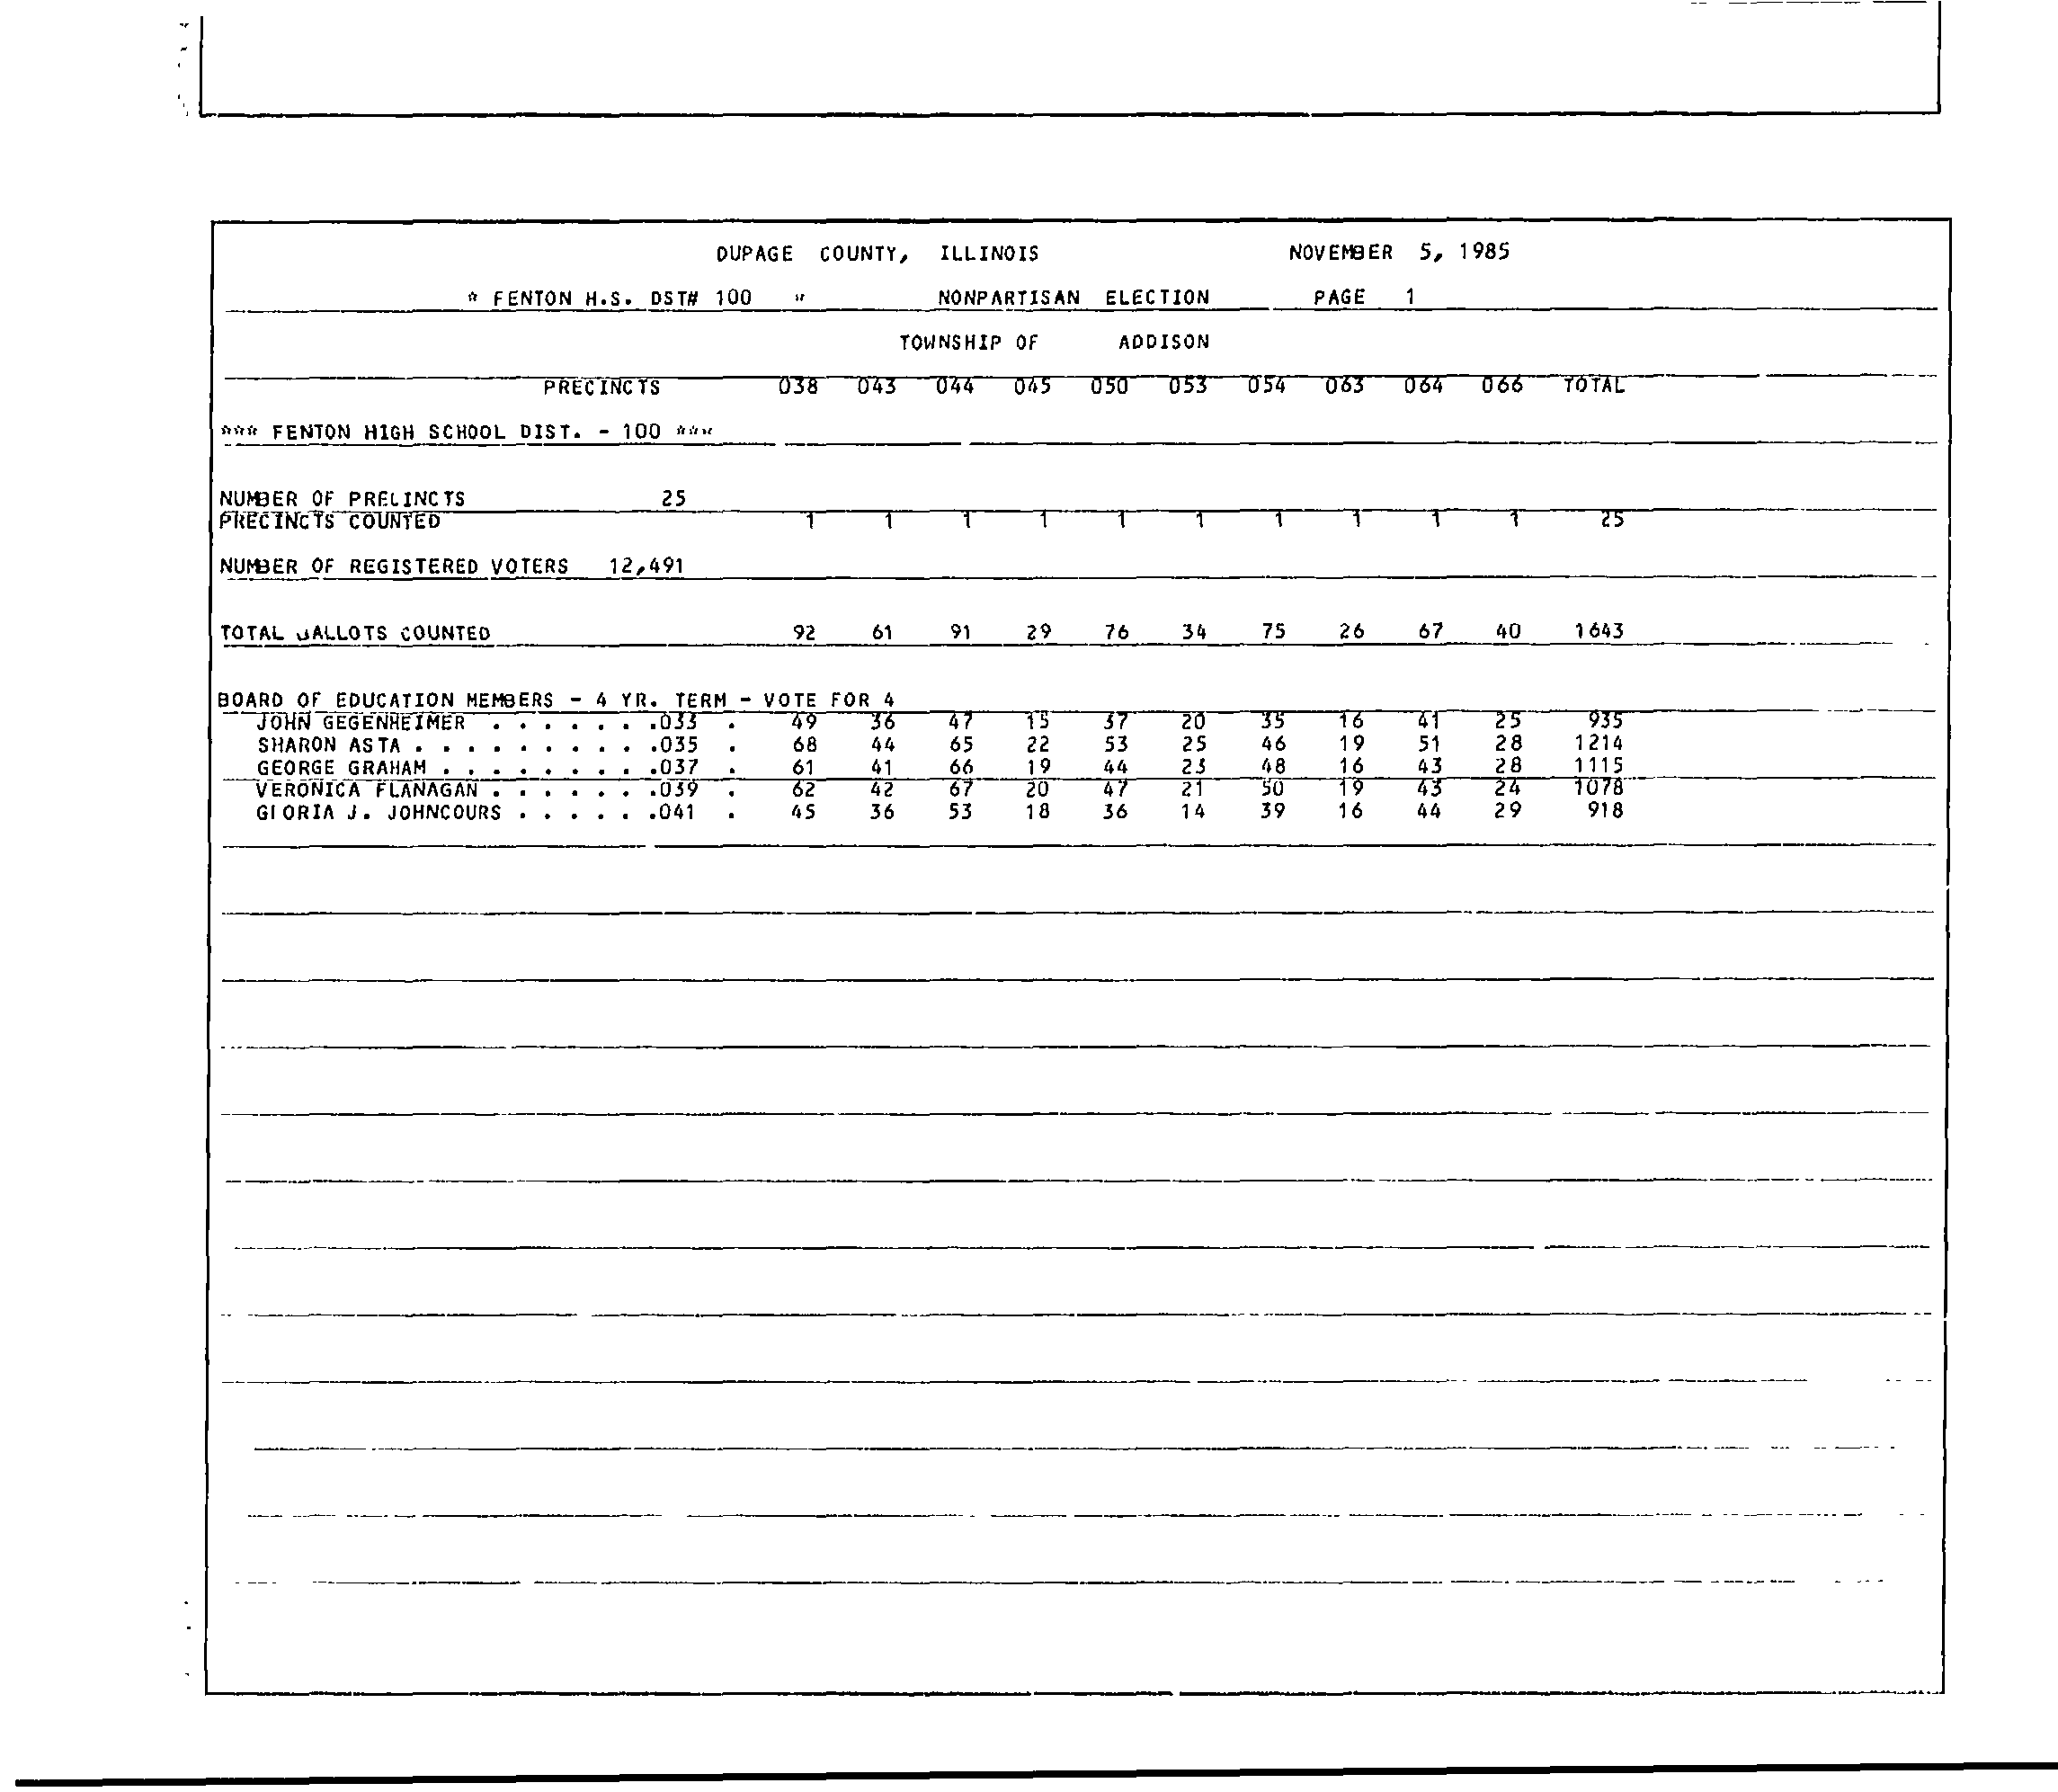 DUPAGE COUNTY, ILLINOIS NOVEMBER 5, 1985
* FENTON H.S. DST# 100 * NONPARTISAN ELECTION PAGE 1
TOWNSHIP OF ADDISON
PRECINCTS 038 043 044 045 050 053 054 063 064 066 TOTAL
*** FENTON HIGH SCHOOL DIST. - 100 ***
NUMBER OF PRECINCTS 25
PRECINCTS COUNTED 1 1 1 1 1 1 1 1 1 1 25
NUMBER OF REGISTERED VOTERS 12,491
TOTAL BALLOTS COUNTED 92 61 91 29 76 34 75 26 67 40 1643
BOARD OF EDUCATION MEMBERS - 4 YR. TERM - VOTE FOR 4
JOHN GEGENHEIMER . . . . . . .033 . 49 36 47 15 37 20 35 16 41 25 935
SHARON ASTA . . . . . . . . . .035 . 68 44 65 22 53 25 46 19 51 28 1214
GEORGE GRAHAM . . . . . . . . .037 . 61 41 66 19 44 23 48 16 43 28 1115
VERONICA FLANAGAN . . . . . . .039 . 62 42 67 20 47 21 50 19 43 24 1078
GLORIA J. JOHNCOURS . . . . . .041 . 45 36 53 18 36 14 39 16 44 29 918